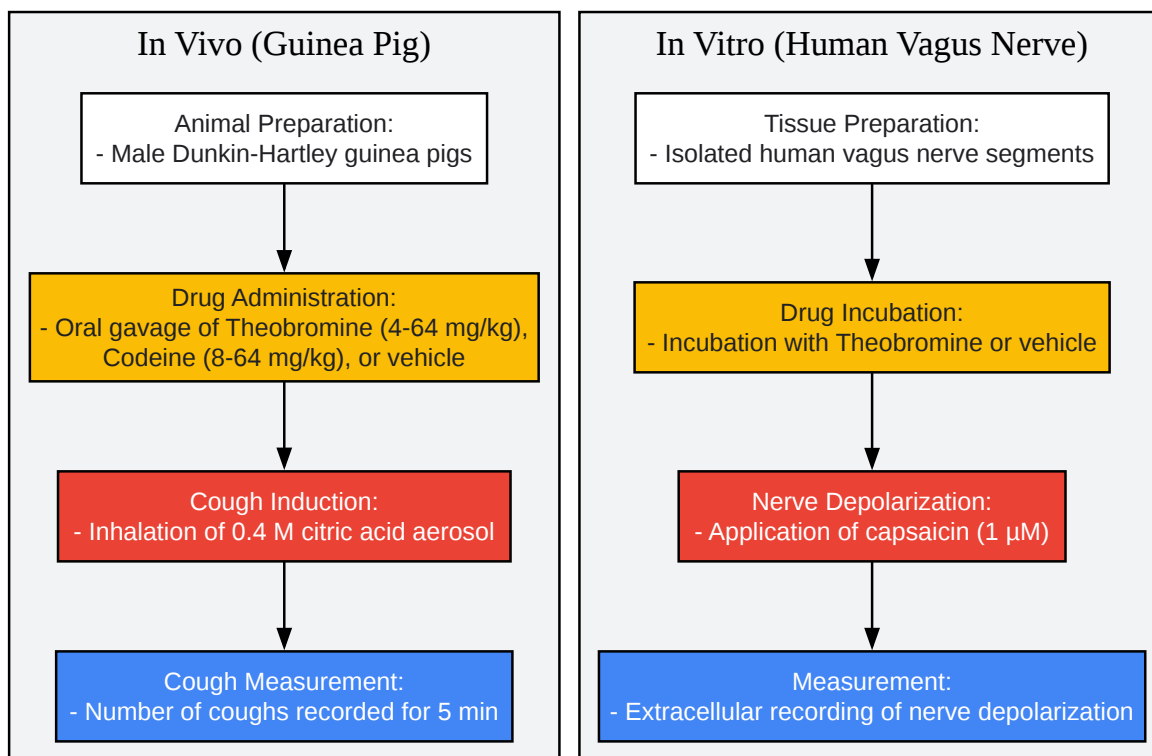 In Vivo (Guinea Pig)
Animal Preparation:
- Male Dunkin-Hartley guinea pigs
Drug Administration:
- Oral gavage of Theobromine (4-64 mg/kg),
Codeine (8-64 mg/kg), or vehicle
Cough Induction:
- Inhalation of 0.4 M citric acid aerosol
Cough Measurement:
- Number of coughs recorded for 5 min
In Vitro (Human Vagus Nerve)
Tissue Preparation:
- Isolated human vagus nerve segments
Drug Incubation:
- Incubation with Theobromine or vehicle
Nerve Depolarization:
- Application of capsaicin (1 µM)
Measurement:
- Extracellular recording of nerve depolarization